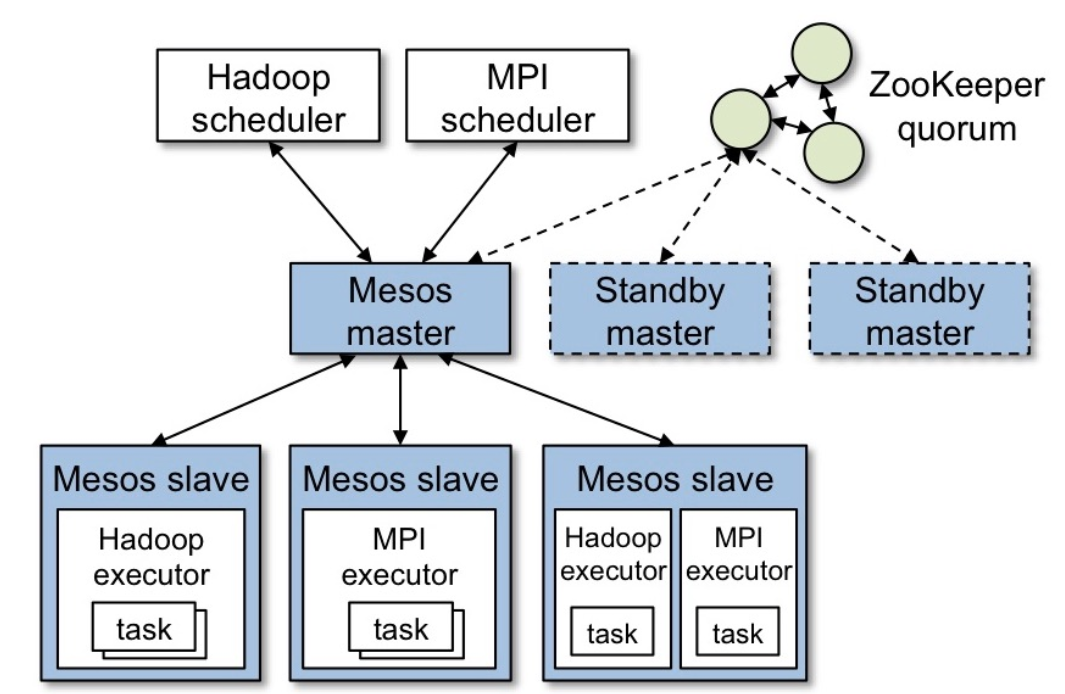 Hadoop
scheduler
MPI
scheduler
ZooKeeper
quorum
Mesos
master
Standby
master
Standby
master
Mesos slave
Hadoop
executor
task
Mesos slave
MPI
executor
task
Mesos slave
Hadoop
executor
task
MPI
executor
task